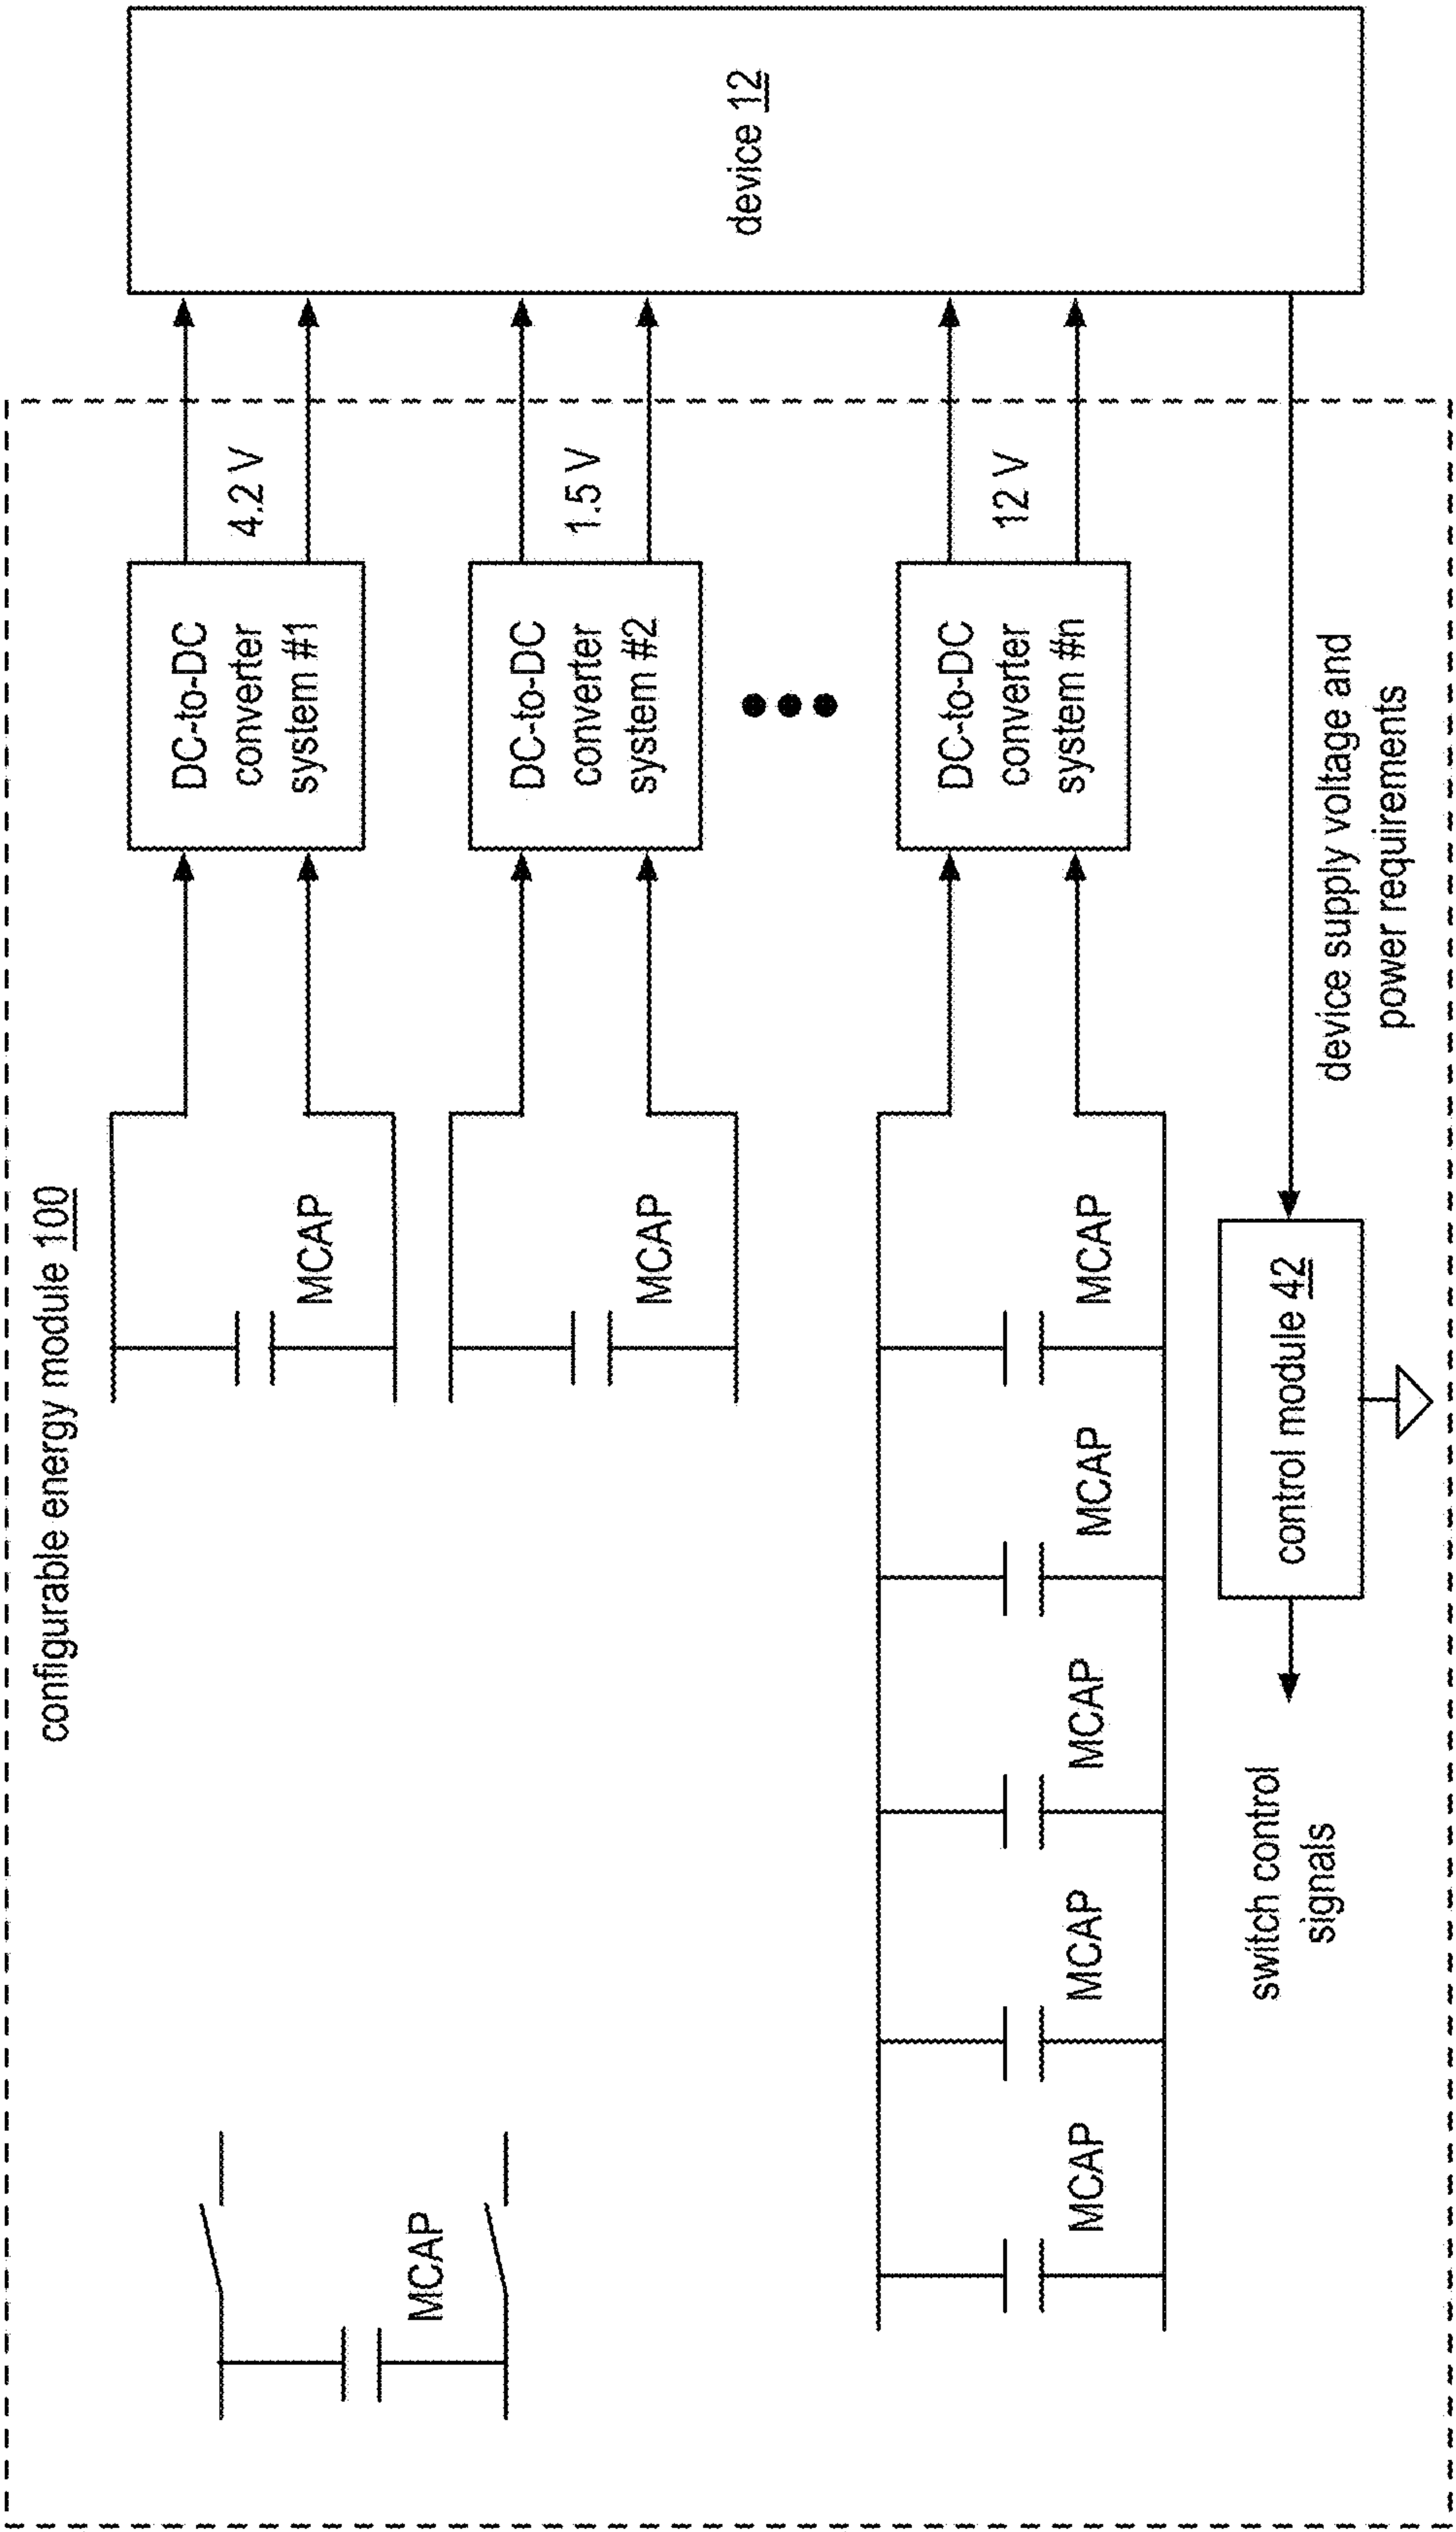 configurable energy module 100
MCAP
MCAP
DC-to-DC
converter
system #1
4.2 V
MCAP
DC-to-DC
converter
system #2
1.5 V
device 12
MCAP
MCAP
MCAP
MCAP
MCAP
DC-to-DC
converter
system #n
12 V
switch control
signals
control module 42
device supply voltage and
power requirements